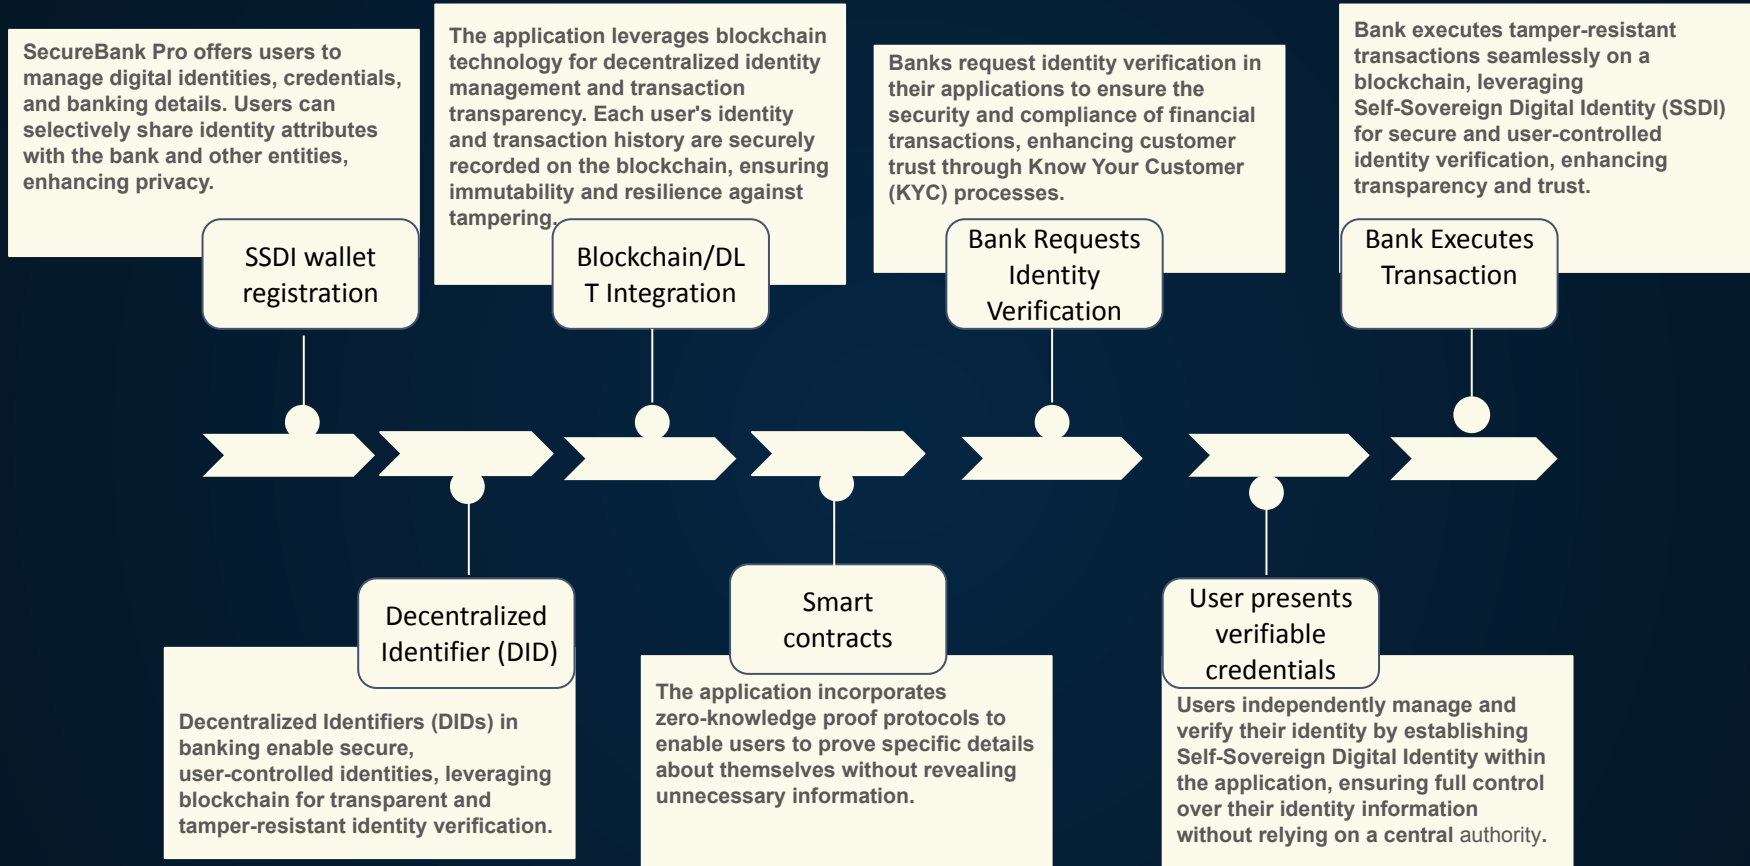 SecureBank Pro offers users to
manage digital identities, credentials,
and banking details. Users can
selectively share identity attributes
with the bank and other entities,
enhancing privacy.
SSDI wallet
registration
The application leverages blockchain
technology for decentralized identity
management and transaction
transparency. Each user's identity
and transaction history are securely
recorded on the blockchain, ensuring
immutability and resilience against
tampering.
Blockchain/DL
T Integration
Banks request identity verification in
their applications to ensure the
security and compliance of financial
transactions, enhancing customer
trust through Know Your Customer
(KYC) processes.
Bank Requests
Identity
Verification
Bank executes tamper-resistant
transactions seamlessly on a
blockchain, leveraging
Self-Sovereign Digital Identity (SSDI)
for secure and user-controlled
identity verification, enhancing
transparency and trust.
Bank Executes
Transaction
Decentralized
Identifier (DID)
Decentralized Identifiers (DIDs) in
banking enable secure,
user-controlled identities, leveraging
blockchain for transparent and
tamper-resistant identity verification.
Smart
contracts
The application incorporates
zero-knowledge proof protocols to
enable users to prove specific details
about themselves without revealing
unnecessary information.
User presents
verifiable
credentials
Users independently manage and
verify their identity by establishing
Self-Sovereign Digital Identity within
the application, ensuring full control
over their identity information
without relying on a central authority.